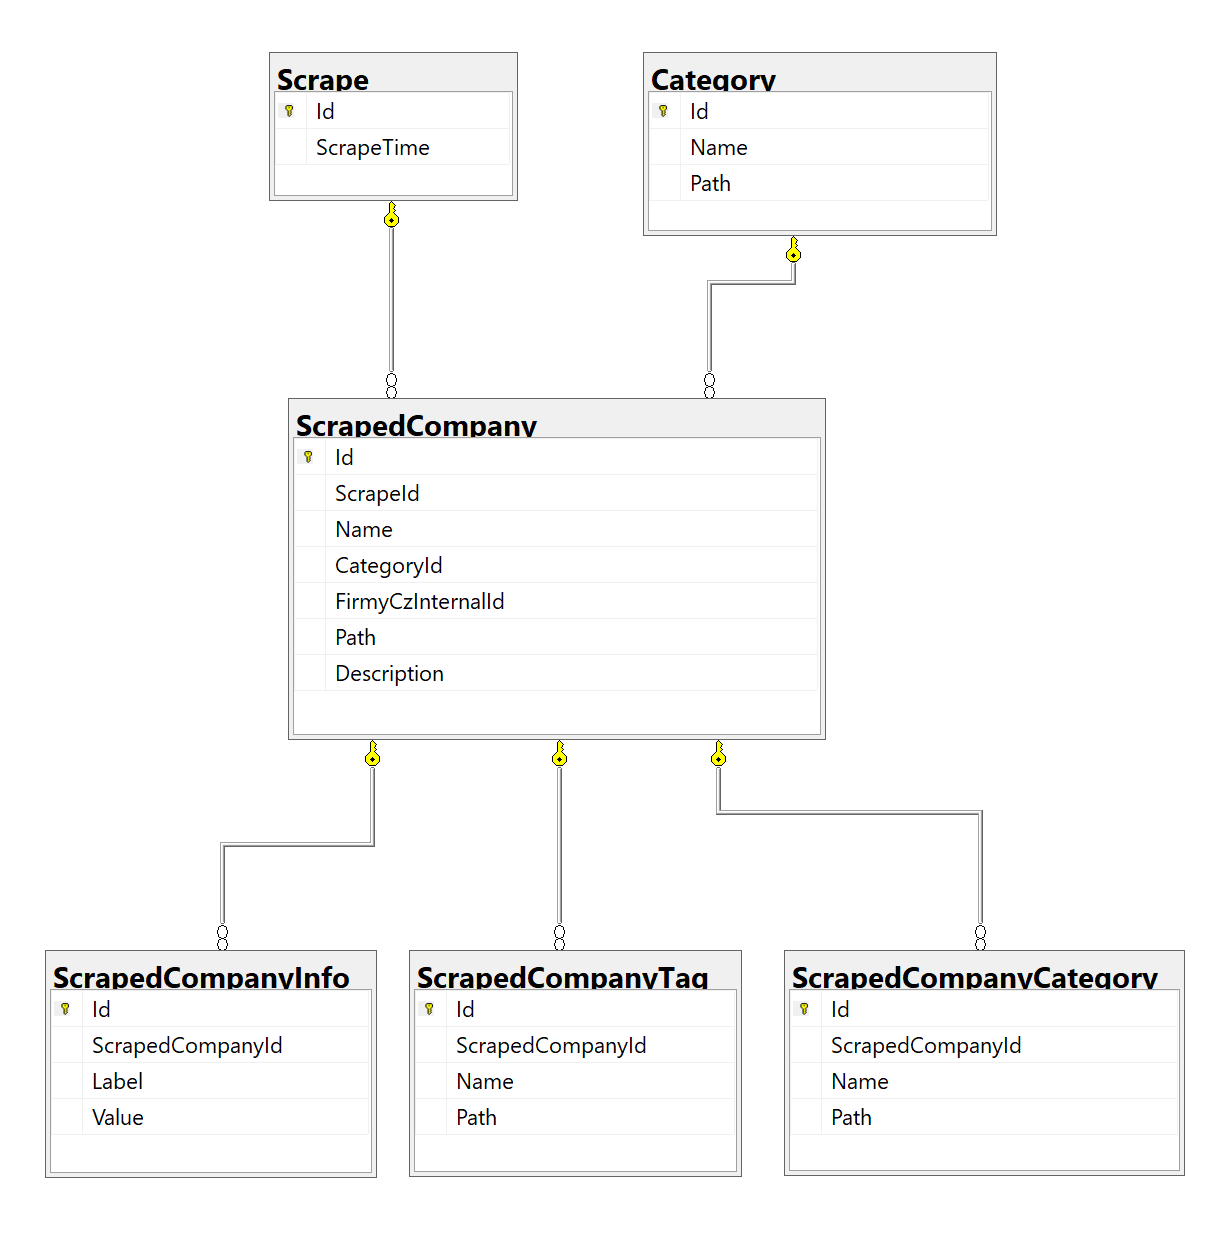 Scrape
Id
ScrapeTime
Category
Id
Name
Path
ScrapedCompany
Id
ScrapeId
Name
CategoryId
FirmyCzInternalId
Path
Description
ScrapedCompanyInfo
Id
ScrapedCompanyId
Label
Value
ScrapedCompanyTag
Id
ScrapedCompanyId
Name
Path
ScrapedCompanyCategory
Id
ScrapedCompanyId
Name
Path